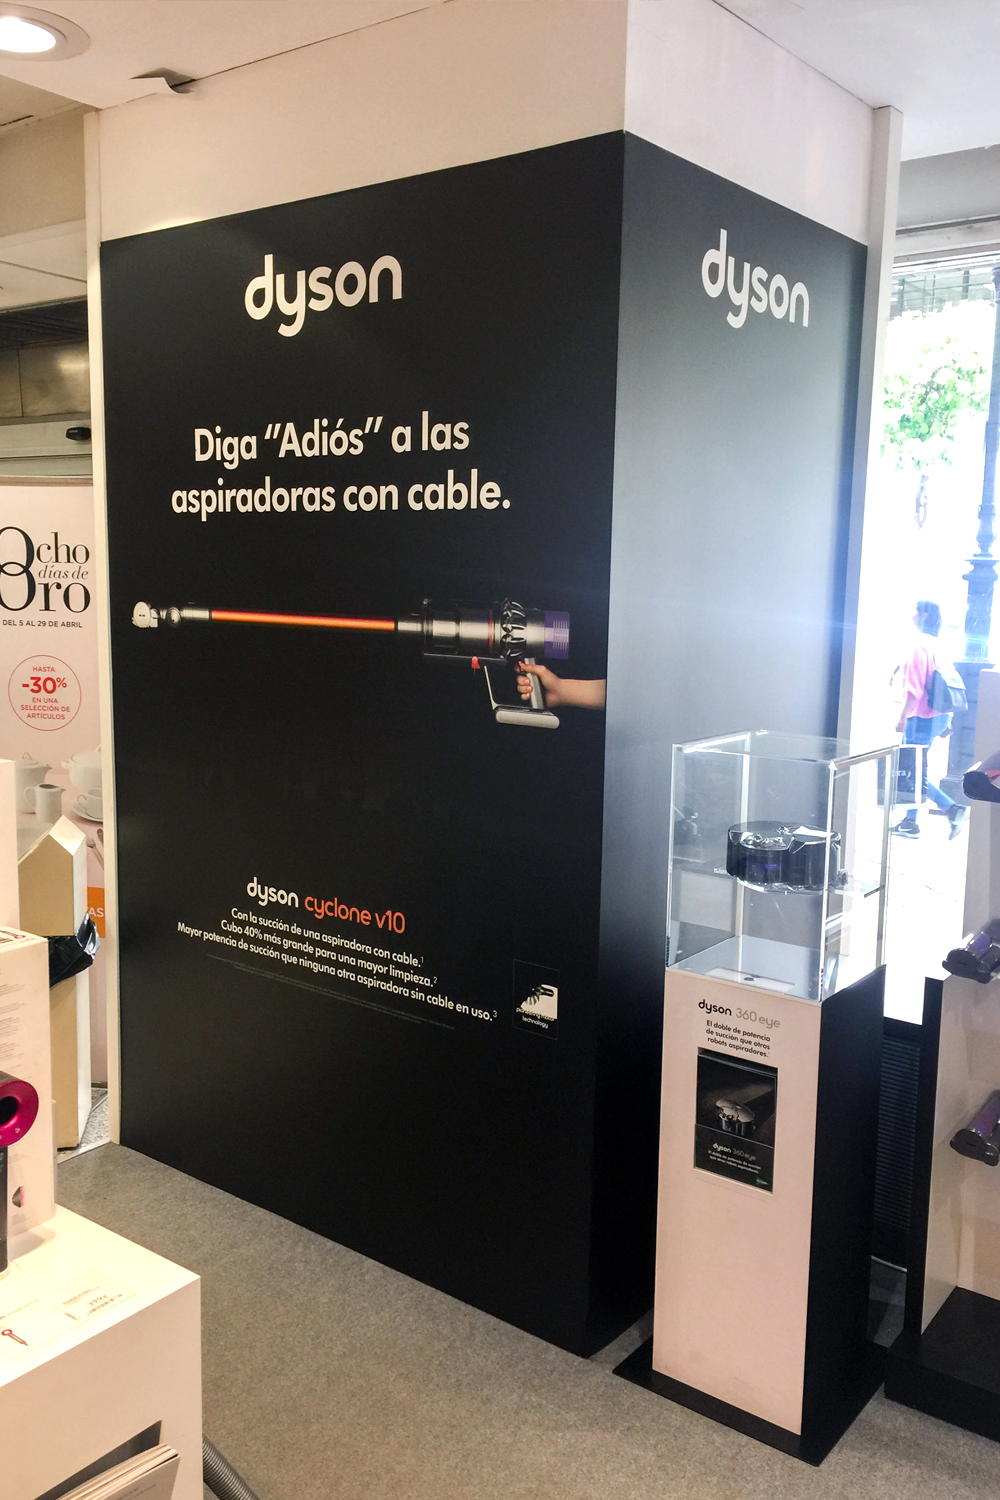 dyson
Diga "Adiós" a las
aspiradoras con cable.
dyson cyclone v10
Con la succión de una aspiradora con cable.¹
Cubo 40% más grande para una mayor limpieza.²
Mayor potencia de succión que ninguna otra aspiradora sin cable en uso.³
technology
dyson
Ocho
días de
Oro
DEL 5 AL 29 DE ABRIL
HASTA
-30%
EN UNA
SELECCIÓN DE
ARTÍCULOS
dyson 360 eye
El doble de potencia
de succión que otros
robots aspiradores.
dyson 360 eye